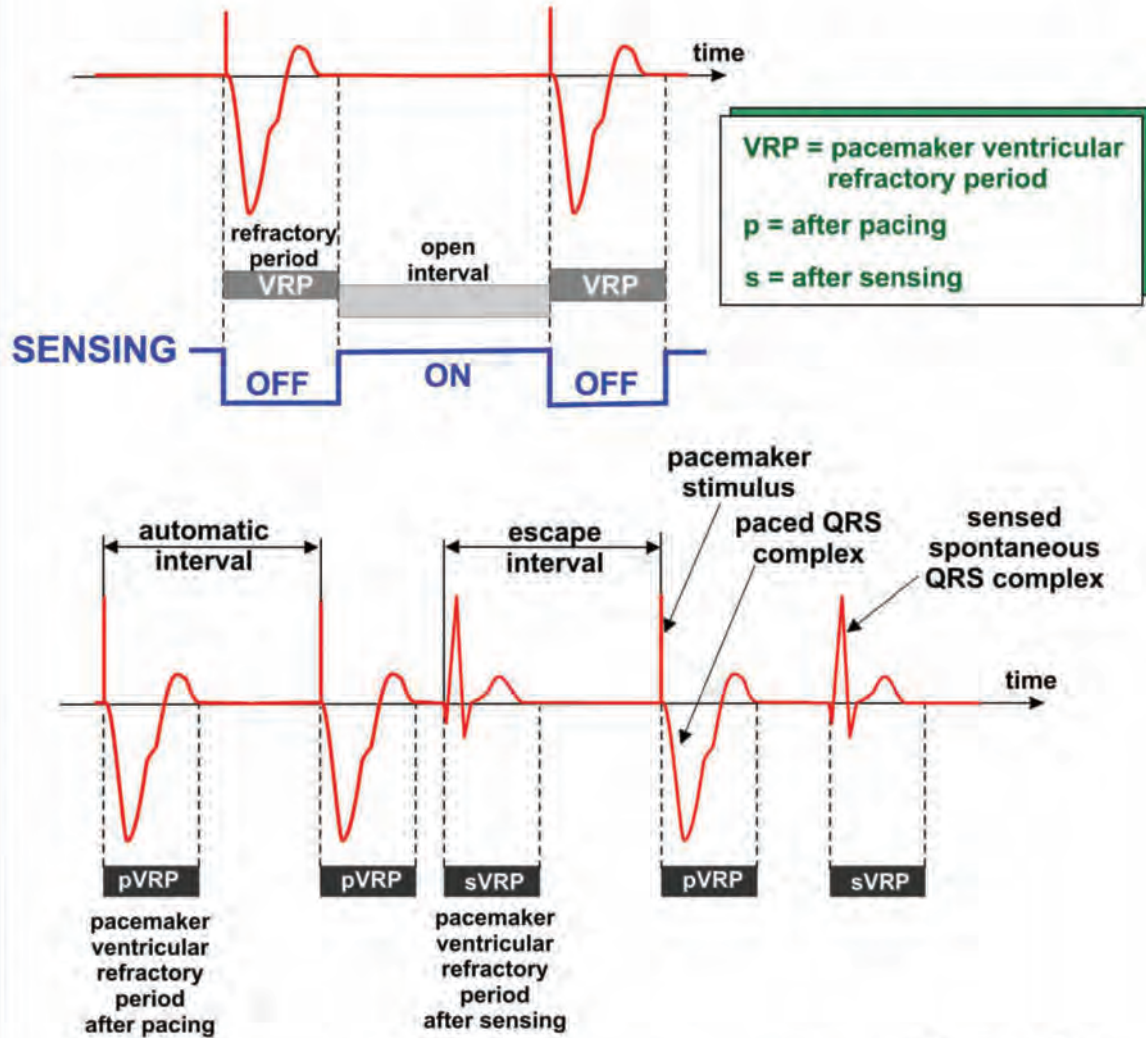 time
VRP = pacemaker ventricular
refractory period
p = after pacing
s = after sensing
refractory
period
open
interval
VRP
VRP
SENSING
OFF
ON
OFF
pacemaker
stimulus
automatic
interval
escape
interval
paced QRS
complex
sensed
spontaneous
QRS complex
time
pVRP
pVRP
sVRP
pVRP
sVRP
pacemaker
ventricular
refractory
period
after pacing
pacemaker
ventricular
refractory
period
after sensing